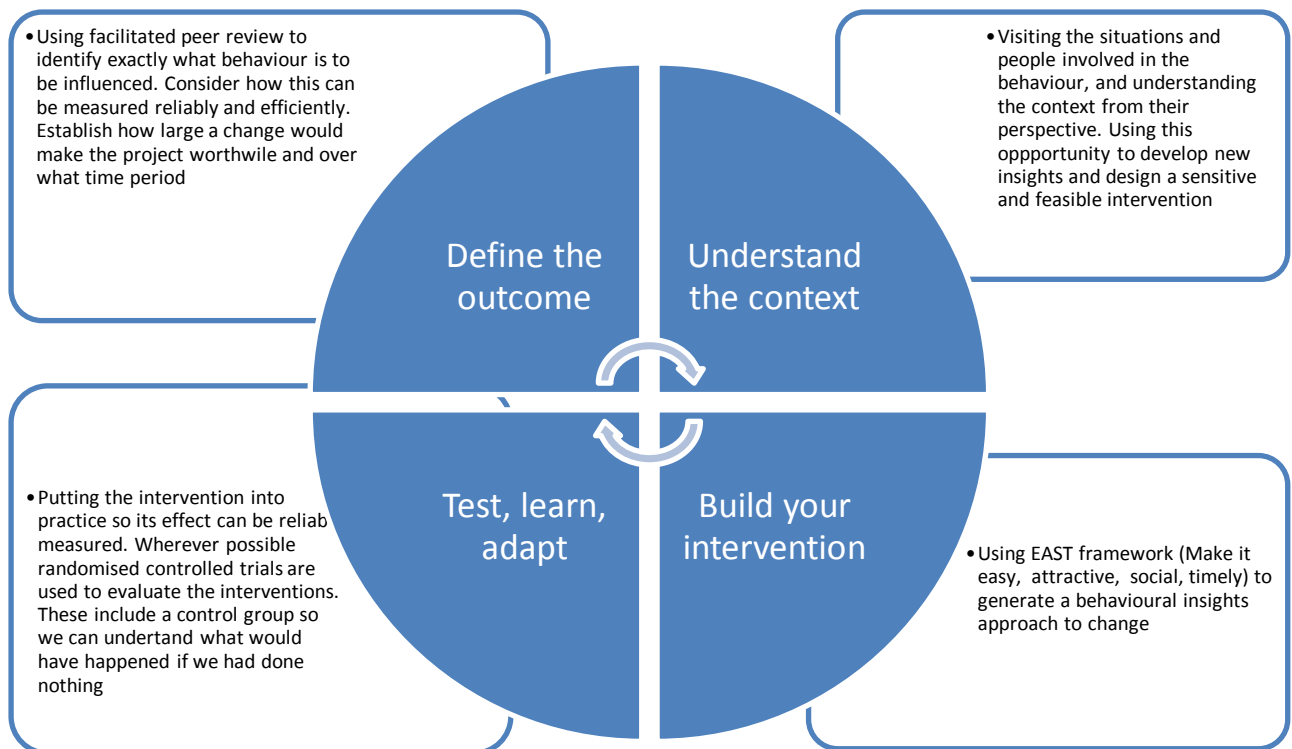 •Using facilitated peer review to
identify exactly what behaviour is to
be influenced. Consider how this can
be measured reliably and efficiently.
Establish how large a change would
make the project worthwile and over
what time period
•Visiting the situations and
people involved in the
behaviour, and understanding
the context from their
perspective. Using this
oppportunity to develop new
insights and design a sensitive
and feasible intervention
Define the
outcome
Understand
the context
Test, learn,
adapt
Build your
intervention
•Putting the intervention into
practice so its effect can be reliab
measured. Wherever possible
randomised controlled trials are
used to evaluate the interventions.
These include a control group so
we can undertand what would
have happened if we had done
nothing
•Using EAST framework (Make it
easy, attractive, social, timely) to
generate a behavioural insights
approach to change